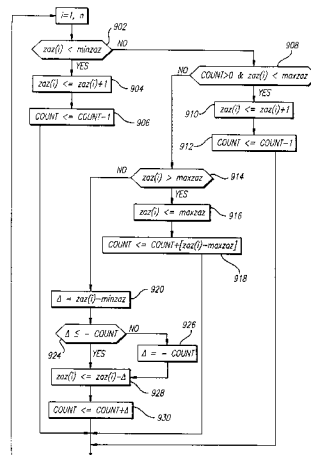 i=1, n
902
zaz(i) < minzaz
NO
YES
908
COUNT>0 & zaz(i) < maxzaz
NO
YES
zaz(i) <= zaz(i)+1
904
COUNT <= COUNT-1
906
910
zaz(i) <= zaz(i)+1
912
COUNT <= COUNT-1
NO
zaz(i) > maxzaz
914
YES
zaz(i) <= maxzaz
916
COUNT <= COUNT+[zaz(i)-maxzaz]
918
920
Δ = zaz(i)-minzaz
Δ ≤ - COUNT
NO
926
924
YES
Δ = - COUNT
zaz(i) <= zaz(i)-Δ
928
COUNT <= COUNT+Δ
930